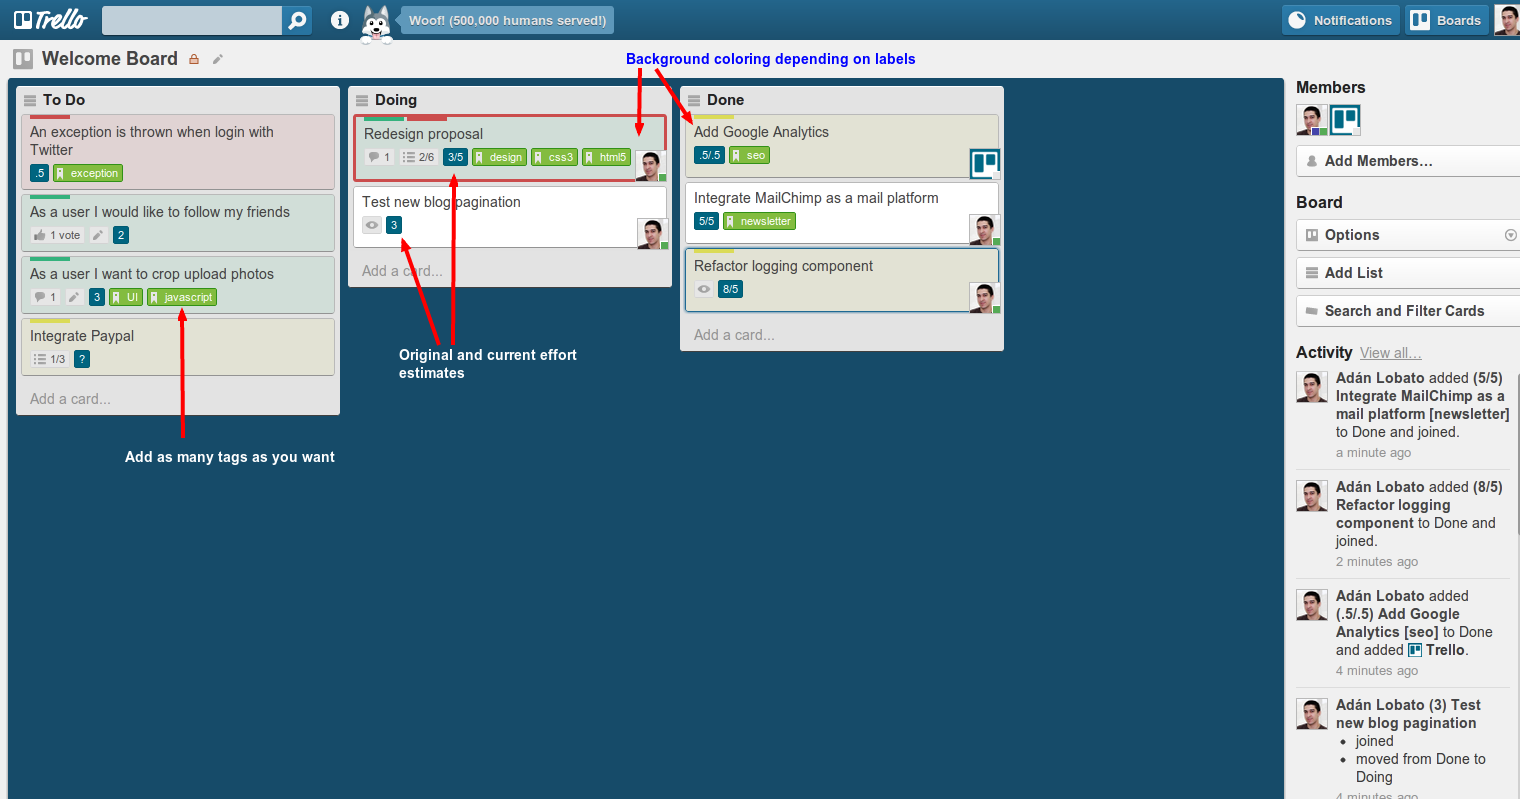 Trello
Woof! (500,000 humans served!)
Notifications
Boards
Welcome Board
Background coloring depending on labels
To Do
An exception is thrown when login with
Twitter
.5 exception
As a user I would like to follow my friends
1 vote 2
As a user I want to crop upload photos
1 3 UI javascript
Integrate Paypal
1/3 ?
Add a card...
Add as many tags as you want
Doing
Redesign proposal
1 2/6 3/5 design css3 html5
Test new blog pagination
3
Add a card...
Original and current effort
estimates
Done
Add Google Analytics
.5/.5 seo
Integrate MailChimp as a mail platform
5/5 newsletter
Refactor logging component
8/5
Add a card...
Members
Add Members…
Board
Options
Add List
Search and Filter Cards
Activity View all…
Adán Lobato added (5/5)
Integrate MailChimp as a
mail platform [newsletter]
to Done and joined.
a minute ago
Adán Lobato added (8/5)
Refactor logging
component to Done and
joined.
2 minutes ago
Adán Lobato added
(.5/.5) Add Google
Analytics [seo] to Done
and added Trello.
4 minutes ago
Adán Lobato (3) Test
new blog pagination
• joined
• moved from Done to
Doing
4 minutes ago